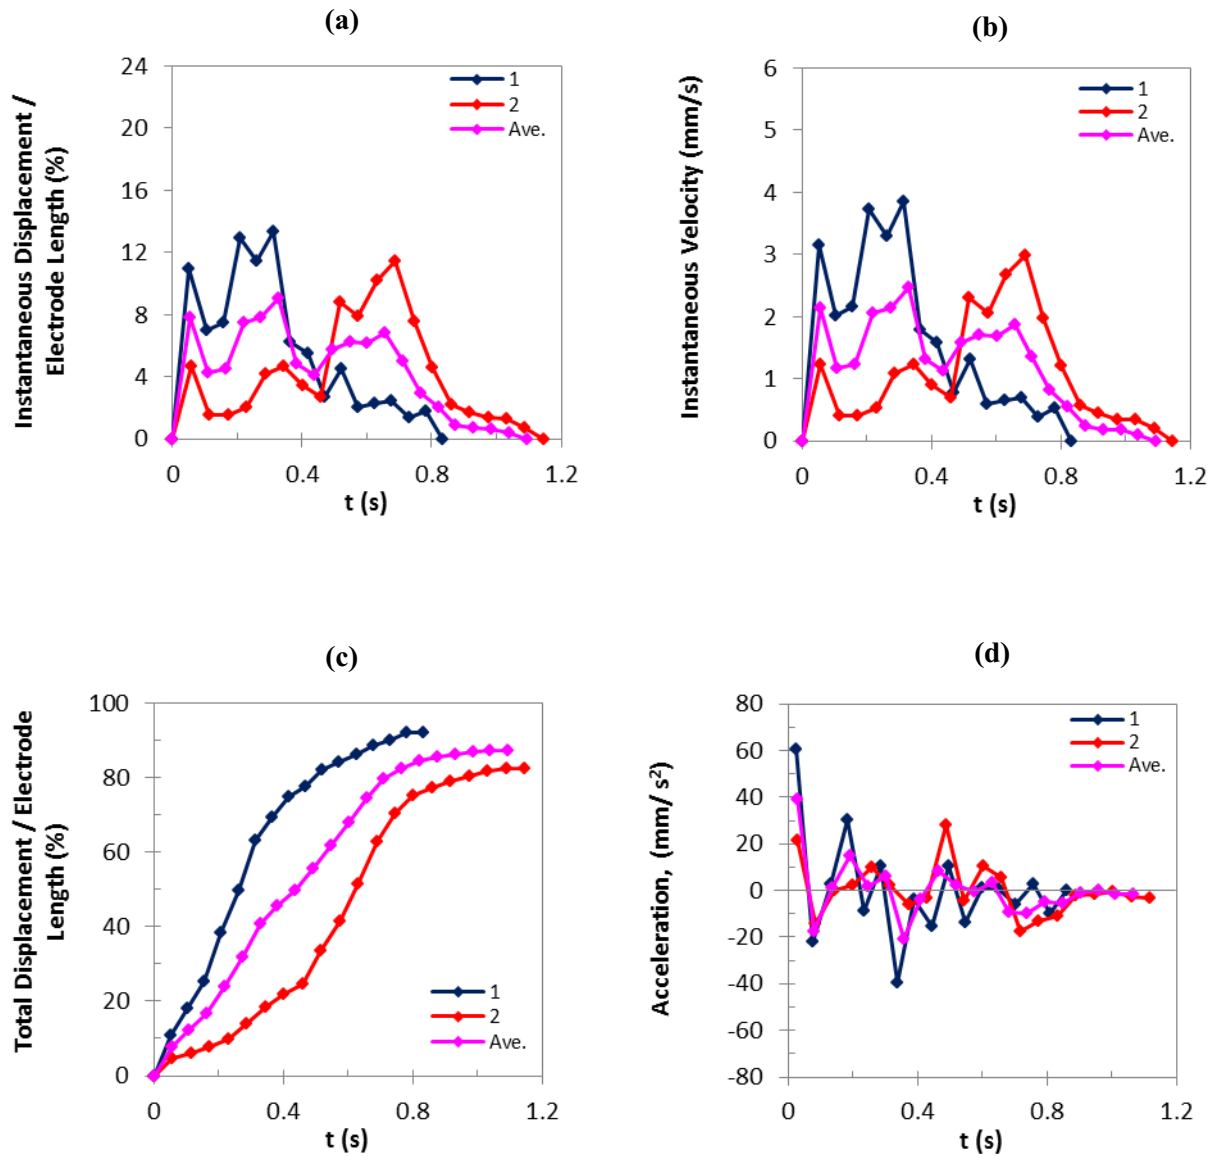 (a)
Instantaneous Displacement /
Electrode Length (%)
24
20
16
12
8
4
0
0
0.4
0.8
1.2
t (s)
1
2
Ave.
(b)
Instantaneous Velocity (mm/s)
6
5
4
3
2
1
0
0
0.4
0.8
1.2
t (s)
1
2
Ave.
(c)
Total Displacement / Electrode
Length (%)
100
80
60
40
20
0
0
0.4
0.8
1.2
t (s)
1
2
Ave.
(d)
Acceleration, (mm/ s²)
80
60
40
20
0
-20
-40
-60
-80
0
0.4
0.8
1.2
t (s)
1
2
Ave.